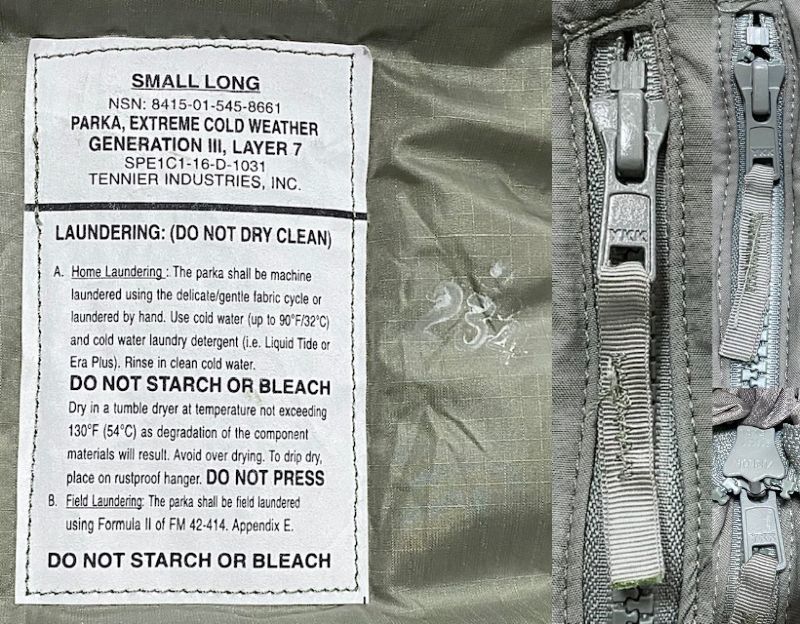 SMALL LONG
NSN: 8415-01-545-8661
PARKA, EXTREME COLD WEATHER
GENERATION III, LAYER 7
SPE1C1-16-D-1031
TENNIER INDUSTRIES, INC.
LAUNDERING: (DO NOT DRY CLEAN)
A. Home Laundering : The parka shall be machine
laundered using the delicate/gentle fabric cycle or
laundered by hand. Use cold water (up to 90°F/32°C)
and cold water laundry detergent (i.e. Liquid Tide or
Era Plus). Rinse in clean cold water.
DO NOT STARCH OR BLEACH
Dry in a tumble dryer at temperature not exceeding
130°F (54°C) as degradation of the component
materials will result. Avoid over drying. To drip dry,
place on rustproof hanger. DO NOT PRESS
B. Field Laundering: The parka shall be field laundered
using Formula II of FM 42-414. Appendix E.
DO NOT STARCH OR BLEACH
YKK